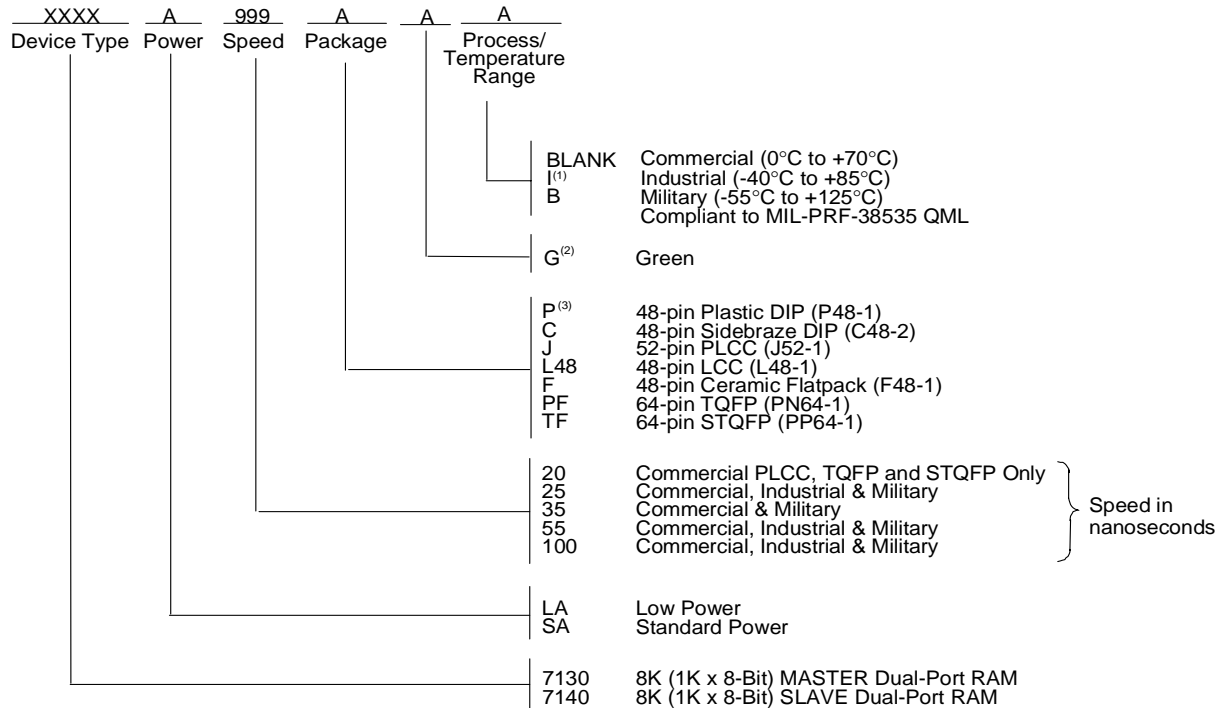 XXXX A 999 A A A
Device Type Power Speed Package Process/
Temperature
Range
BLANK Commercial (0°C to +70°C)
I(1) Industrial (-40°C to +85°C)
B Military (-55°C to +125°C)
Compliant to MIL-PRF-38535 QML
G(2) Green
P(3) 48-pin Plastic DIP (P48-1)
C 48-pin Sidebraze DIP (C48-2)
J 52-pin PLCC (J52-1)
L48 48-pin LCC (L48-1)
F 48-pin Ceramic Flatpack (F48-1)
PF 64-pin TQFP (PN64-1)
TF 64-pin STQFP (PP64-1)
20 Commercial PLCC, TQFP and STQFP Only
25 Commercial, Industrial & Military
35 Commercial & Military
55 Commercial, Industrial & Military
100 Commercial, Industrial & Military
Speed in
nanoseconds
LA Low Power
SA Standard Power
7130 8K (1K x 8-Bit) MASTER Dual-Port RAM
7140 8K (1K x 8-Bit) SLAVE Dual-Port RAM